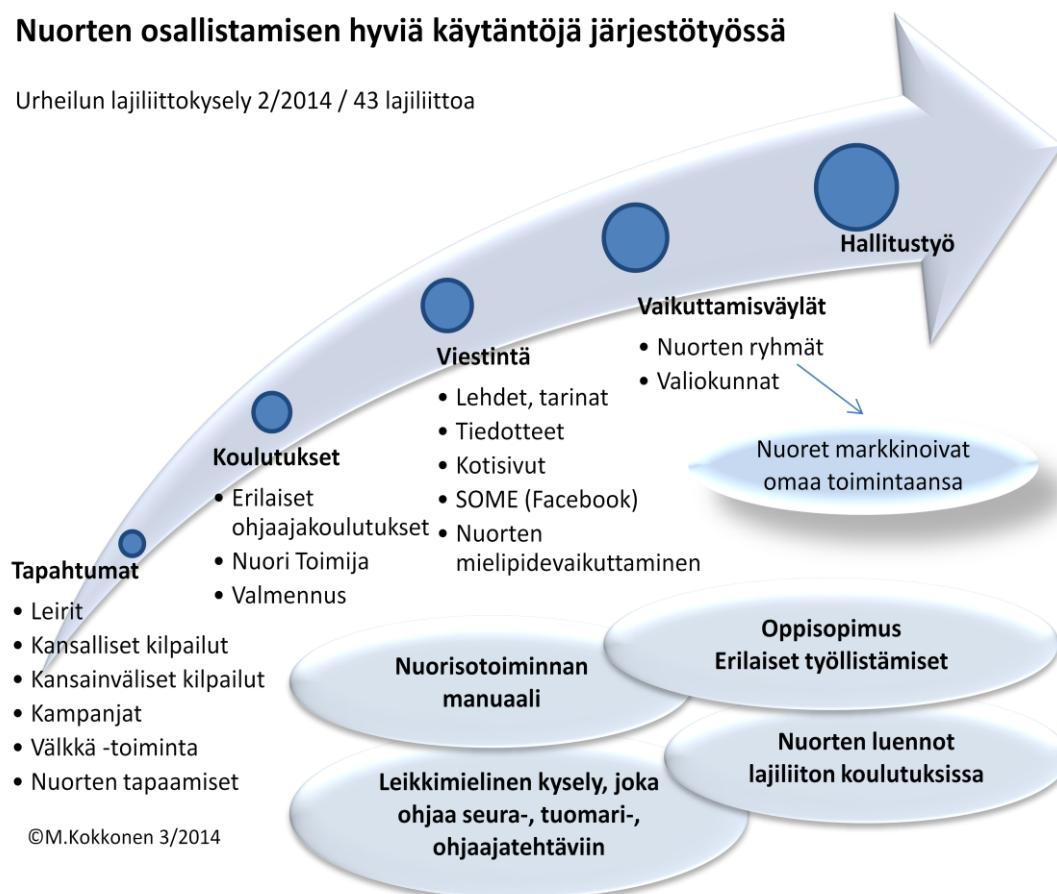 Nuorten osallistamisen hyviä käytäntöjä järjestötyössä
Urheilun lajiliittokysely 2/2014 / 43 lajiliittoa
Tapahtumat
• Leirit
• Kansalliset kilpailut
• Kansainväliset kilpailut
• Kampanjat
• Välkkä -toiminta
• Nuorten tapaamiset
Koulutukset
• Erilaiset
ohjaajakoulutukset
• Nuori Toimija
• Valmennus
Viestintä
• Lehdet, tarinat
• Tiedotteet
• Kotisivut
• SOME (Facebook)
• Nuorten
mielipidevaikuttaminen
Vaikuttamisväylät
• Nuorten ryhmät
• Valiokunnat
Hallitustyö
Nuoret markkinoivat
omaa toimintaansa
Nuorisotoiminnan
manuaali
Oppisopimus
Erilaiset työllistämiset
Leikkimielinen kysely, joka
ohjaa seura-, tuomari-,
ohjaajatehtäviin
Nuorten luennot
lajiliiton koulutuksissa
©M.Kokkonen 3/2014